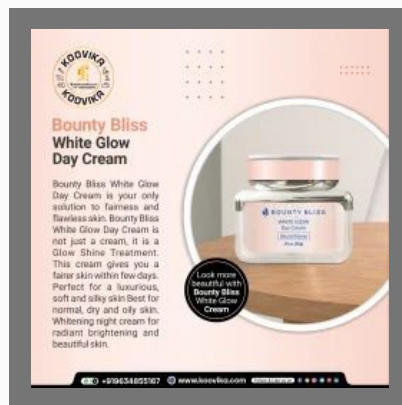 KOOVIKA
KOOVIKA
Bounty Bliss
White Glow
Day Cream
Bounty Bliss White Glow
Day Cream is your only
solution to fairness and
flawless skin. Bounty Bliss
White Glow Day Cream is
not just a cream, it is a
Glow Shine Treatment.
This cream gives you a
fairer skin within few days.
Perfect for a luxurious,
soft and silky skin Best for
normal, dry and oily skin.
Whitening night cream for
radiant brightening and
beautiful skin.
BOUNTY BLISS
WHITE GLOW
Day Cream
Look more
beautiful with
Bounty Bliss
White Glow
Cream
+919634855167 www.koovika.com